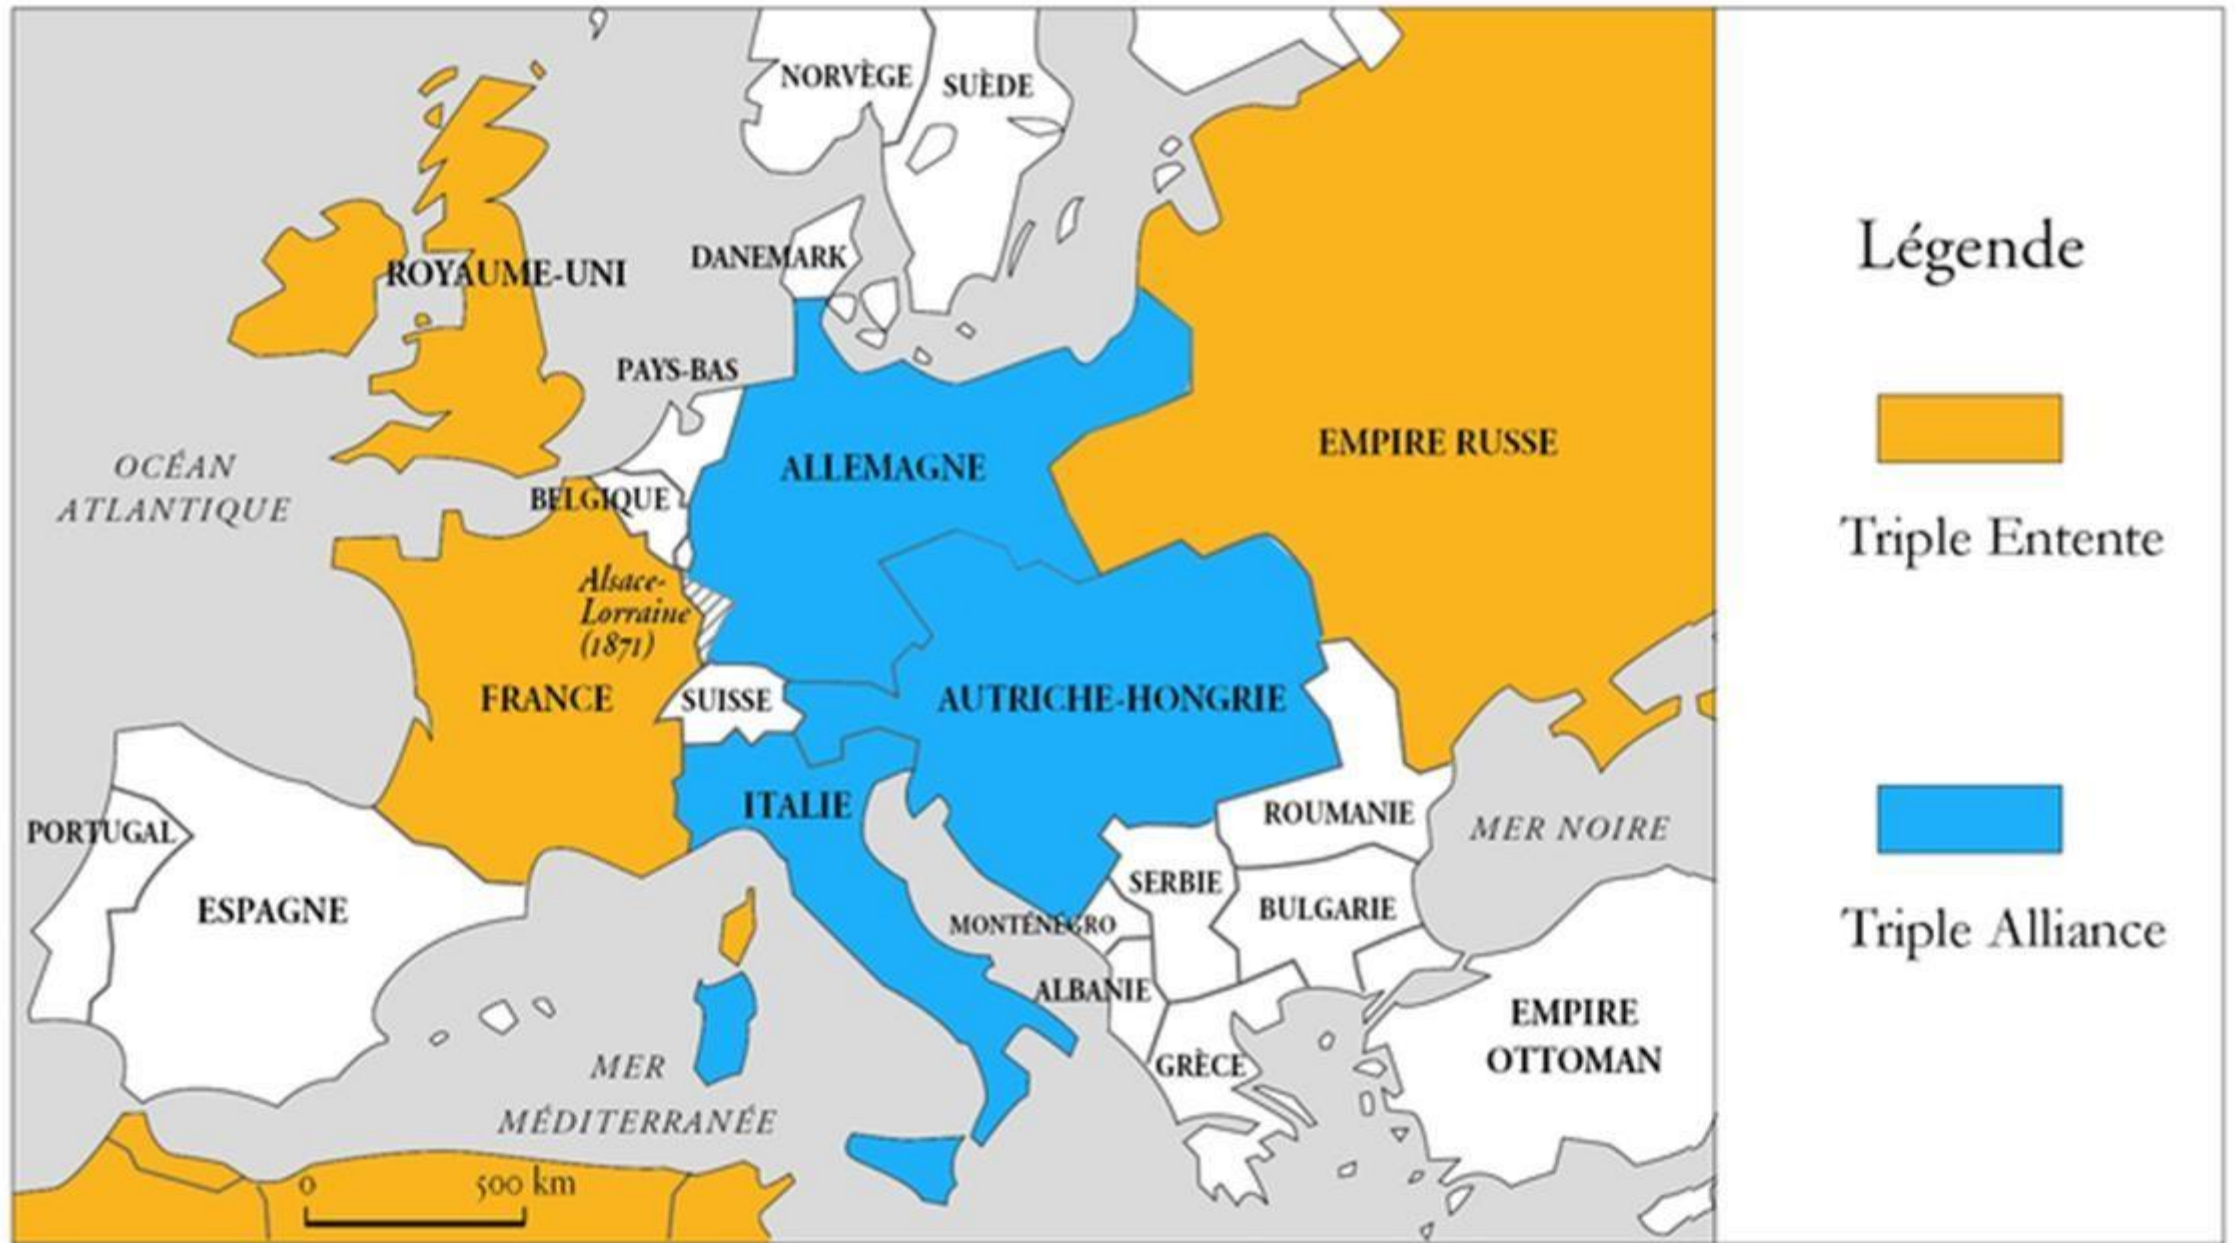 NORVÈGE
SUÈDE
DANEMARK
ROYAUME-UNI
PAYS-BAS
OCÉAN
ATLANTIQUE
BELGIQUE
ALLEMAGNE
EMPIRE RUSSE
Alsace-
Lorraine
(1871)
FRANCE
SUISSE
AUTRICHE-HONGRIE
ITALIE
PORTUGAL
ESPAGNE
ROUMANIE
MER NOIRE
SERBIE
BULGARIE
MONTÉNÉGRO
ALBANIE
GRÈCE
EMPIRE
OTTOMAN
MER
MÉDITERRANÉE
0 500 km
Légende
Triple Entente
Triple Alliance